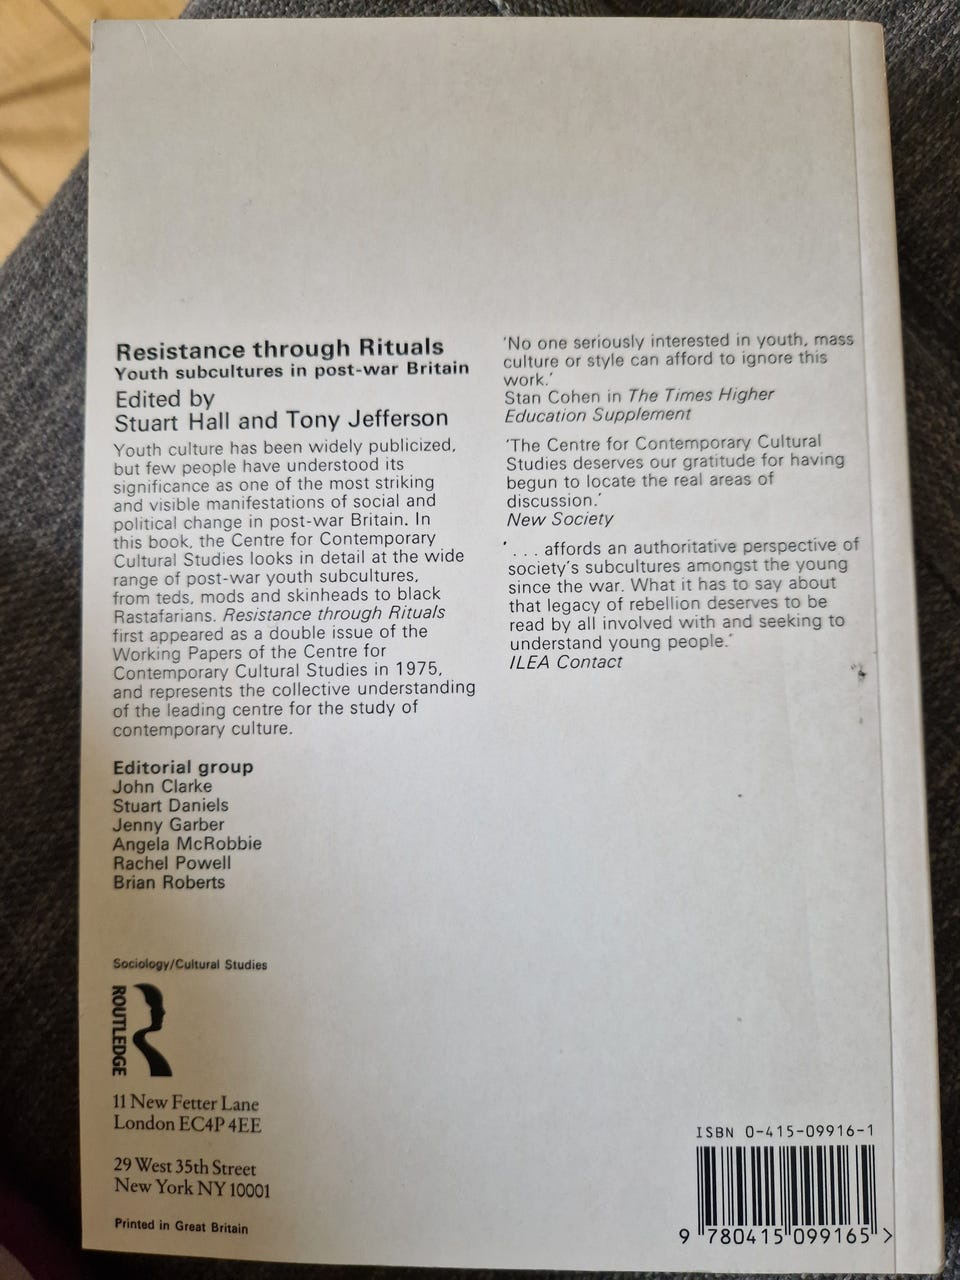 Resistance through Rituals
Youth subcultures in post-war Britain
Edited by
Stuart Hall and Tony Jefferson
Youth culture has been widely publicized,
but few people have understood its
significance as one of the most striking
and visible manifestations of social and
political change in post-war Britain. In
this book, the Centre for Contemporary
Cultural Studies looks in detail at the wide
range of post-war youth subcultures,
from teds, mods and skinheads to black
Rastafarians. Resistance through Rituals
first appeared as a double issue of the
Working Papers of the Centre for
Contemporary Cultural Studies in 1975,
and represents the collective understanding
of the leading centre for the study of
contemporary culture.
Editorial group
John Clarke
Stuart Daniels
Jenny Garber
Angela McRobbie
Rachel Powell
Brian Roberts
Sociology/Cultural Studies
ROUTLEDGE
11 New Fetter Lane
London EC4P 4EE
29 West 35th Street
New York NY 10001
Printed in Great Britain
'No one seriously interested in youth, mass
culture or style can afford to ignore this
work.'
Stan Cohen in The Times Higher
Education Supplement
'The Centre for Contemporary Cultural
Studies deserves our gratitude for having
begun to locate the real areas of
discussion.'
New Society
'. . . affords an authoritative perspective of
society's subcultures amongst the young
since the war. What it has to say about
that legacy of rebellion deserves to be
read by all involved with and seeking to
understand young people.'
ILEA Contact
ISBN 0-415-09916-1
9 780415 099165 >